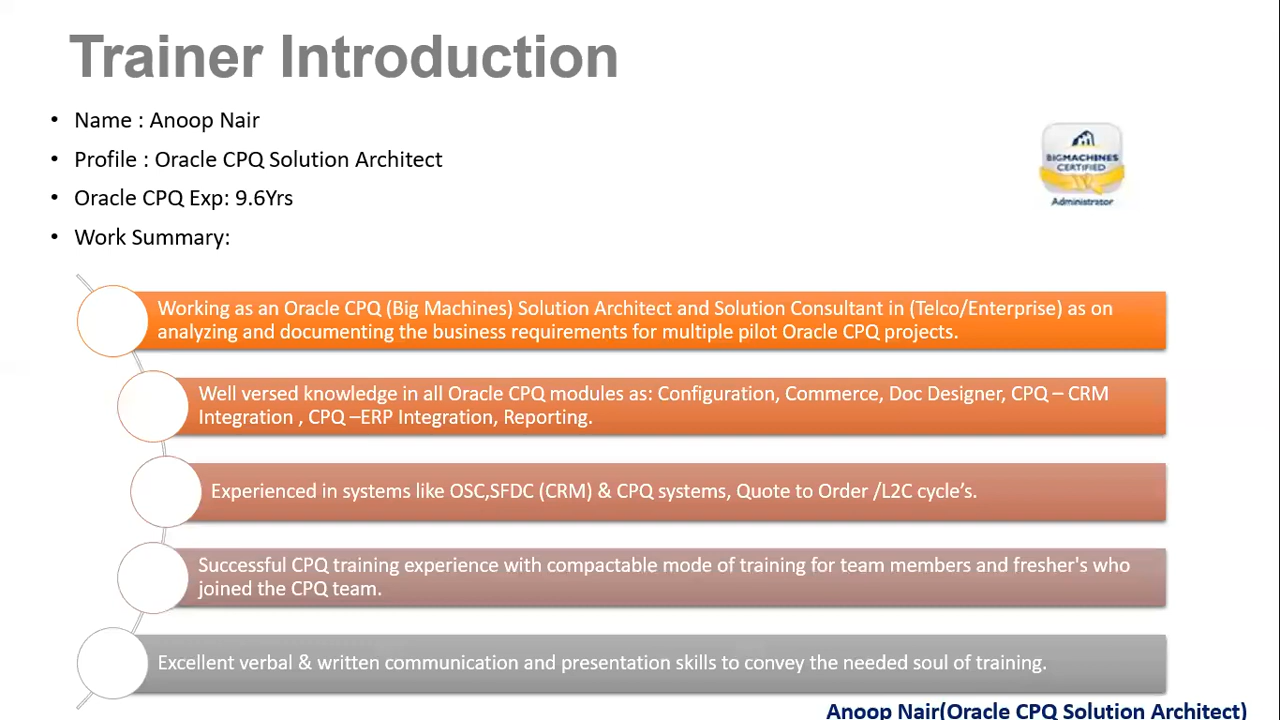 Trainer Introduction
• Name : Anoop Nair
• Profile : Oracle CPQ Solution Architect
• Oracle CPQ Exp: 9.6Yrs
• Work Summary:
BIGMACHINES
CERTIFIED
Administrator
Working as an Oracle CPQ (Big Machines) Solution Architect and Solution Consultant in (Telco/Enterprise) as on
analyzing and documenting the business requirements for multiple pilot Oracle CPQ projects.
Well versed knowledge in all Oracle CPQ modules as: Configuration, Commerce, Doc Designer, CPQ – CRM
Integration , CPQ –ERP Integration, Reporting.
Experienced in systems like OSC,SFDC (CRM) & CPQ systems, Quote to Order /L2C cycle’s.
Successful CPQ training experience with compactable mode of training for team members and fresher's who
joined the CPQ team.
Excellent verbal & written communication and presentation skills to convey the needed soul of training.
Anoop Nair(Oracle CPQ Solution Architect)